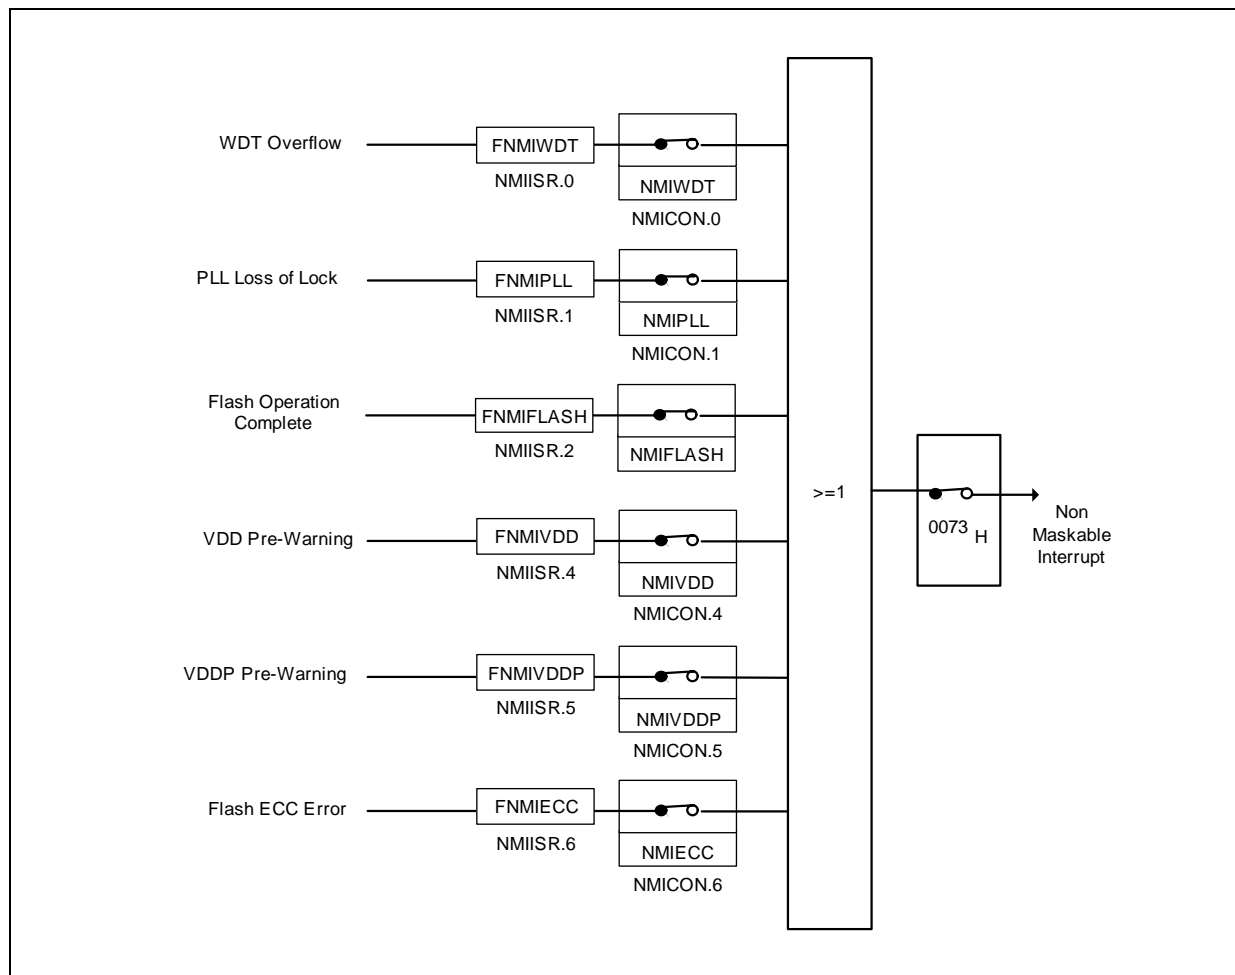 WDT Overflow
FNMIWDT
NMIISR.0
NMIWDT
NMICON.0
PLL Loss of Lock
FNMIPLL
NMIISR.1
NMIPLL
NMICON.1
Flash Operation
Complete
FNMIFLASH
NMIISR.2
NMIFLASH
VDD Pre-Warning
FNMIVDD
NMIISR.4
NMIVDD
NMICON.4
VDDP Pre-Warning
FNMIVDDP
NMIISR.5
NMIVDDP
NMICON.5
Flash ECC Error
FNMIECC
NMIISR.6
NMIECC
NMICON.6
>=1
0073 H
Non
Maskable
Interrupt